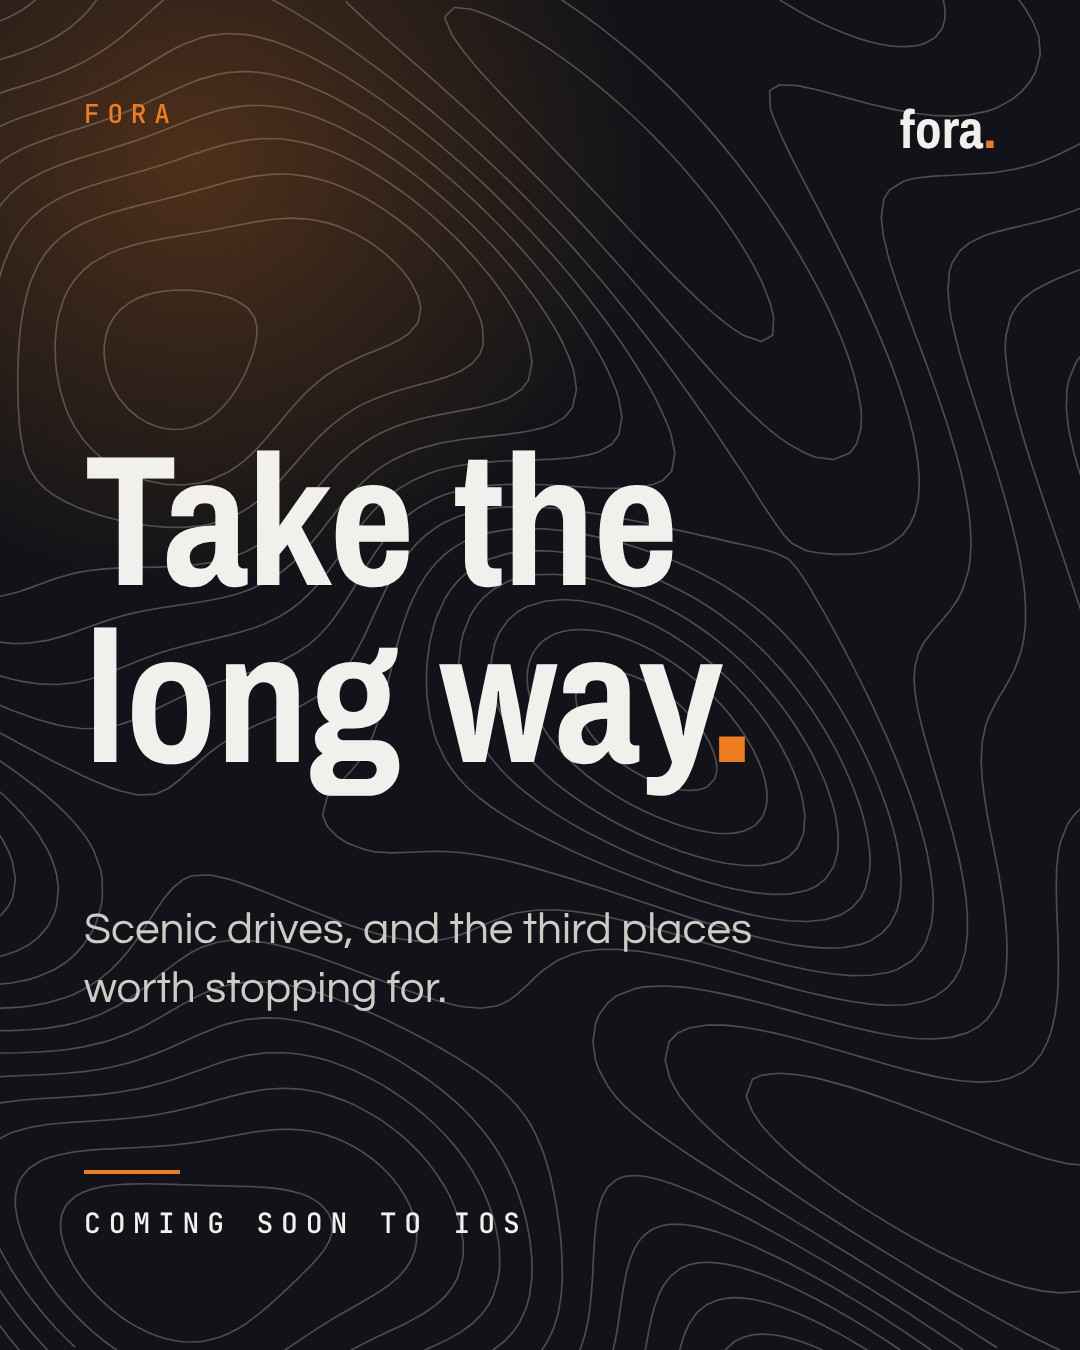 FORA
fora.
Take the
long way.
Scenic drives, and the third places
worth stopping for.
COMING SOON TO IOS